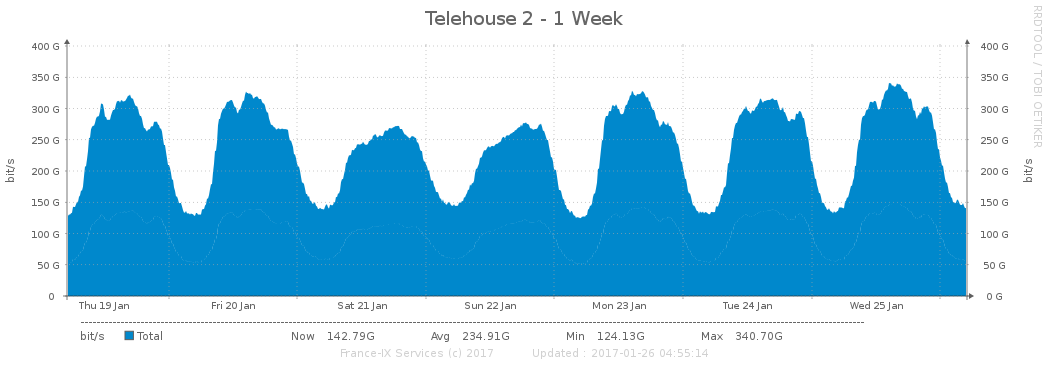 Telehouse 2 - 1 Week
RRDTOOL / TOBI OETIKER
400 G 400 G
350 G 350 G
300 G 300 G
250 G 250 G
200 G 200 G
150 G 150 G
100 G 100 G
50 G 50 G
0 0 G
bit/s
bit/s
Thu 19 Jan Fri 20 Jan Sat 21 Jan Sun 22 Jan Mon 23 Jan Tue 24 Jan Wed 25 Jan
bit/s Total Now 142.79G Avg 234.91G Min 124.13G Max 340.70G
France-IX Services (c) 2017 Updated : 2017-01-26 04:55:14